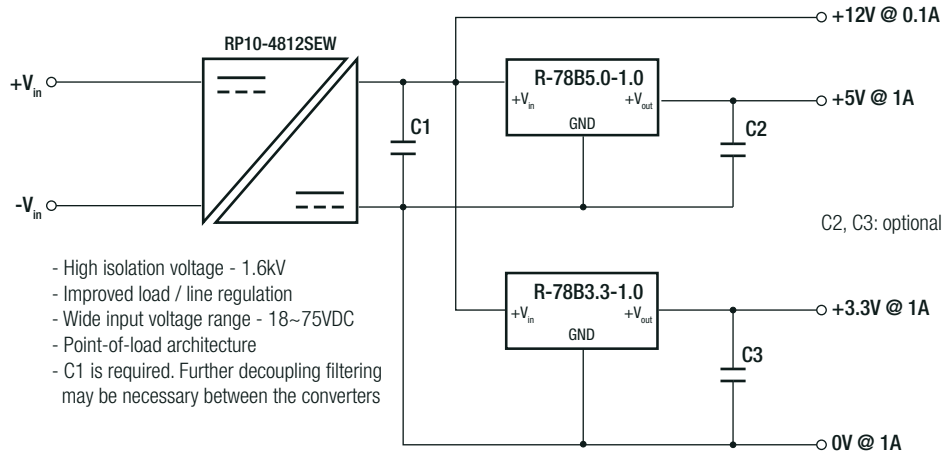 +12V @ 0.1A
RP10-4812SEW
R-78B5.0-1.0
+Vin
+Vin
+Vout
+5V @ 1A
GND
C1
C2
-Vin
C2, C3: optional
- High isolation voltage - 1.6kV
- Improved load / line regulation
- Wide input voltage range - 18~75VDC
- Point-of-load architecture
- C1 is required. Further decoupling filtering
may be necessary between the converters
R-78B3.3-1.0
+Vin
+Vout
+3.3V @ 1A
GND
C3
0V @ 1A